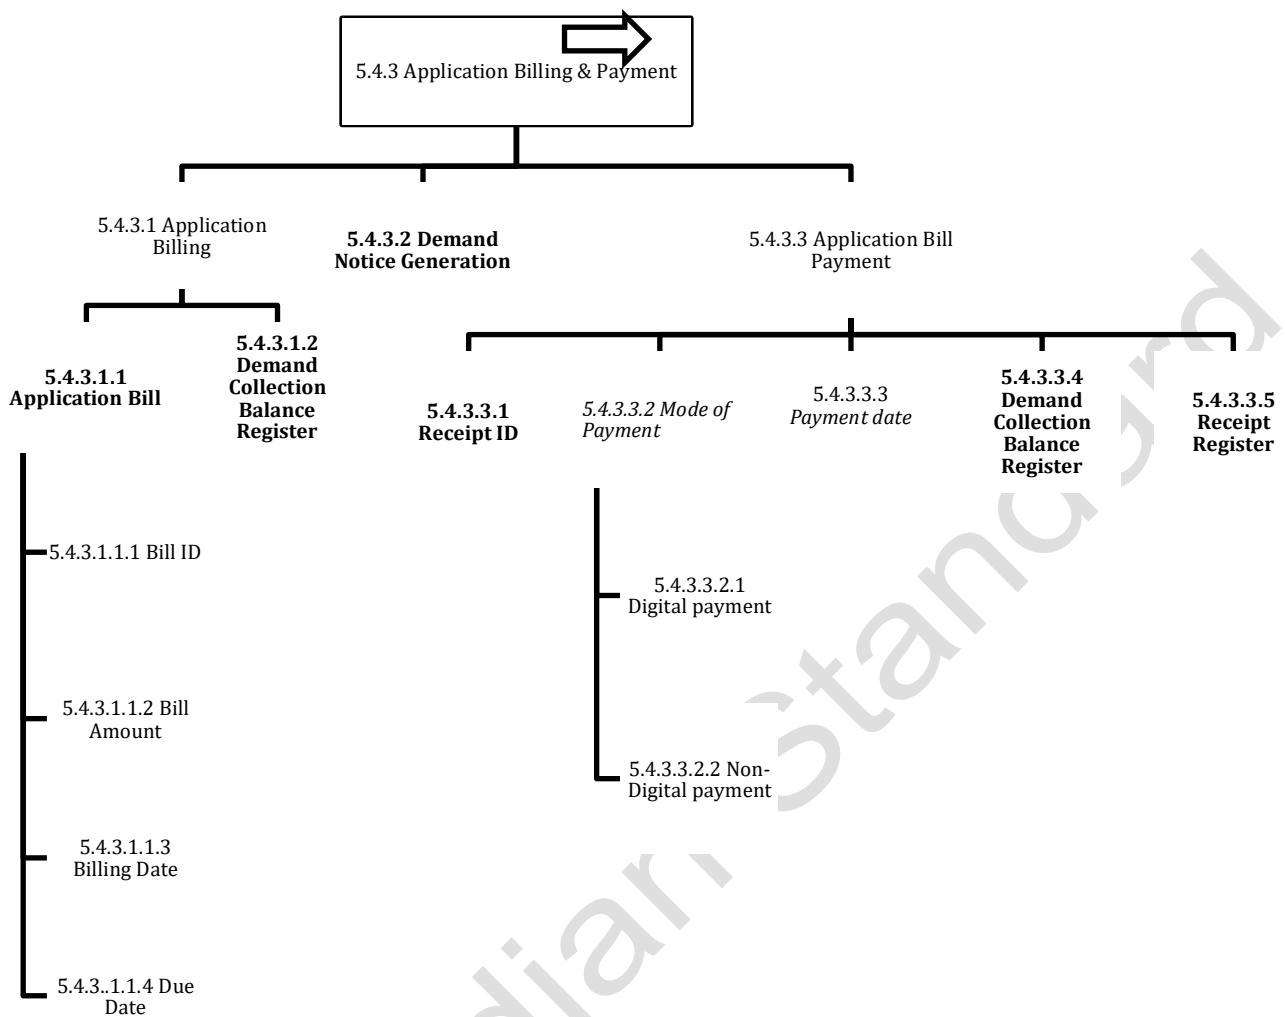 5.4.3 Application Billing & Payment
5.4.3.1 Application
Billing
5.4.3.2 Demand
Notice Generation
5.4.3.3 Application Bill
Payment
5.4.3.1.1
Application Bill
5.4.3.1.2
Demand
Collection
Balance
Register
5.4.3.3.1
Receipt ID
5.4.3.3.2 Mode of
Payment
5.4.3.3.3
Payment date
5.4.3.3.4
Demand
Collection
Balance
Register
5.4.3.3.5
Receipt
Register
5.4.3.1.1.1 Bill ID
5.4.3.1.1.2 Bill
Amount
5.4.3.1.1.3
Billing Date
5.4.3..1.1.4 Due
Date
5.4.3.3.2.1
Digital payment
5.4.3.3.2.2 Non-
Digital payment